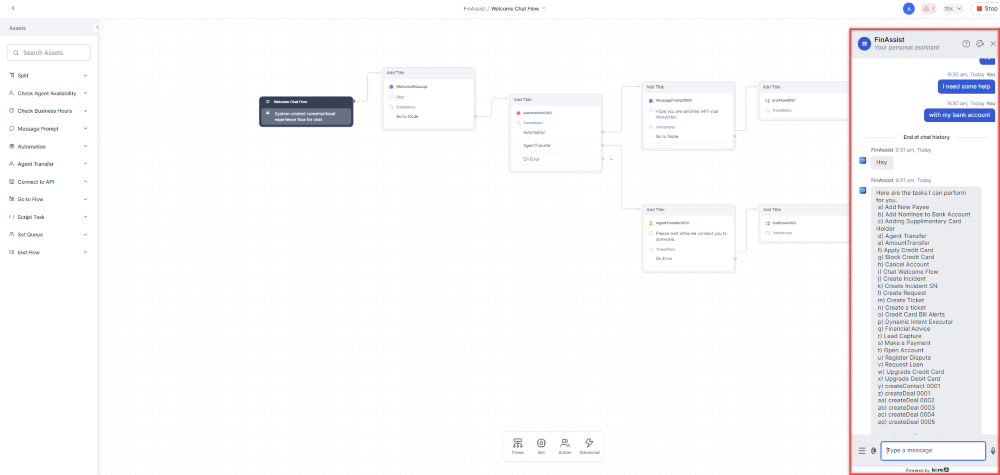 FinAssist / Welcome Chat Flow
1
70%
Stop
Assets
Search Assets
Split
Check Agent Availability
Check Business Hours
Message Prompt
Automation
Agent Transfer
Connect to API
Go to Flow
Script Task
Set Queue
End Flow
Welcome Chat Flow
System created conversational
experience flow for chat
Add Title
WelcomeMessage
Hey
Transitions
Go to Node
Add Title
Automation0001
Transitions
Automation
AgentTransfer
On Error
Add Title
MessagePrompt0001
Hope you are satisfied with your
interaction.
Transitions
Go to Node
Add Title
EndFlow0001
Transitions
Add Title
AgentTransfer0001
Please wait while we connect you to
someone.
Transitions
On Error
Add Title
EndFlow0002
Transitions
Flows
Bot
Action
Advanced
FinAssist
Your personal assistant
9:30 am, Today You
I need some help
9:30 am, Today You
with my bank account
End of chat history
FinAssist 9:31 am, Today
Hey
FinAssist 9:31 am, Today
Here are the tasks I can perform
for you.
a) Add New Payee
b) Add Nominee to Bank Account
c) Adding Supplimentary Card
Holder
d) Agent Transfer
e) AmountTransfer
f) Apply Credit Card
g) Block Credit Card
h) Cancel Account
i) Chat Welcome Flow
j) Create Incident
k) Create Incident SN
l) Create Request
m) Create Ticket
n) Create a ticket
o) Credit Card Bill Alerts
p) Dynamic Intent Executor
q) Financial Advice
r) Lead Capture
s) Make a Payment
t) Open Account
u) Register Dispute
v) Request Loan
w) Upgrade Credit Card
x) Upgrade Debit Card
y) createContact 0001
z) createDeal 0001
aa) createDeal 0002
ab) createDeal 0003
ac) createDeal 0004
ad) createDeal 0005
Type a message
Powered by kore.ai